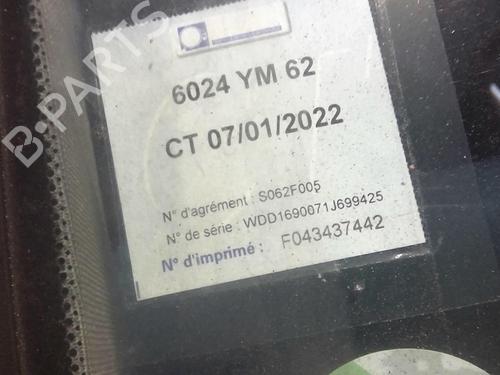 B-PARTS
6024 YM 62
CT 07/01/2022
N° d'agrément : S062F005
N° de série : WDD1690071J699425
N° d'imprimé : F043437442